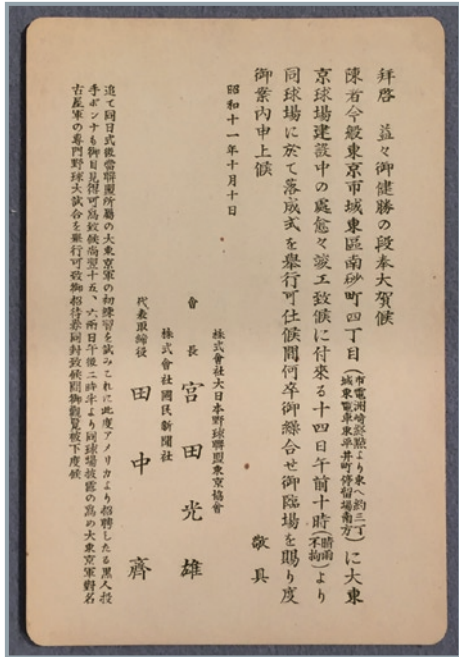 拜啓　益々御健勝の段奉大賀候
陳者今般東京市城東區南砂町四丁目(市電洲崎終點より東へ約三丁 城東電車東平井町停留場南方)に大東
京球場建設中の處愈々竣工致候に付來る十四日午前十時(晴雨不拘)より
同球場に於て落成式を擧行可仕候間何卒御繰合せ御臨場を賜り度
御案内申上候
敬具
昭和十一年十月十日
株式會社大日本野球聯盟東京協會
會長　宮田光雄
株式會社國民新聞社
代表取締役　田中齊
追て同日式後當聯盟所屬の大東京軍の初練習を試みこれに此度アメリカより招聘したる黒人投
手ボンナも御目見得可爲致候尚翌十五、六兩日午後二時半より同球場披露の爲め大東京軍對名
古屋軍の專門野球大試合を擧行可致御招待券同封致候間御觀覽被下度候